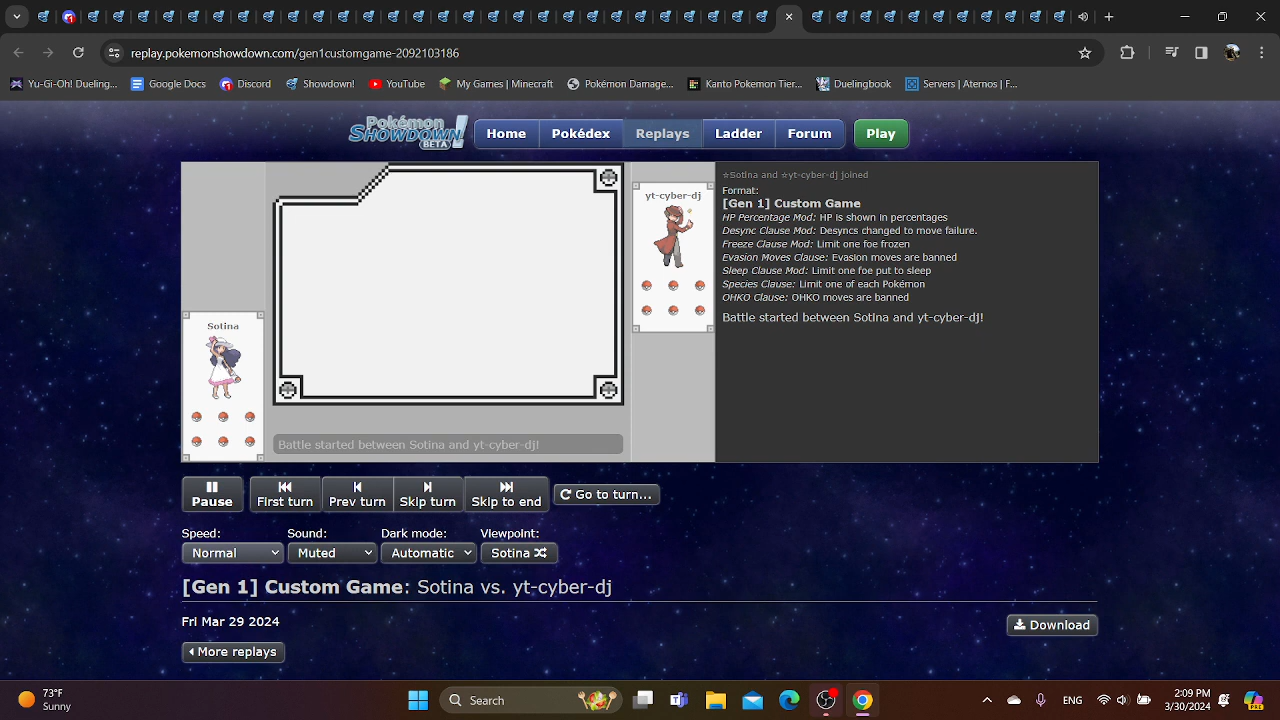 replay.pokemonshowdown.com/gen1customgame-2092103186
Yu-Gi-Oh! Dueling...
Google Docs
Discord
Showdown!
YouTube
My Games | Minecraft
Pokémon Damage...
Kanto Pokemon Tier...
Duelingbook
Servers | Aternos | F...
Pokémon
SHOWDOWN!
BETA
Home
Pokédex
Replays
Ladder
Forum
Play
yt-cyber-dj
Sotina
Battle started between Sotina and yt-cyber-dj!
☆Sotina and ☆yt-cyber-dj joined
Format:
[Gen 1] Custom Game
HP Percentage Mod: HP is shown in percentages
Desync Clause Mod: Desyncs changed to move failure.
Freeze Clause Mod: Limit one foe frozen
Evasion Moves Clause: Evasion moves are banned
Sleep Clause Mod: Limit one foe put to sleep
Species Clause: Limit one of each Pokémon
OHKO Clause: OHKO moves are banned
Battle started between Sotina and yt-cyber-dj!
Pause
First turn
Prev turn
Skip turn
Skip to end
Go to turn...
Speed:
Sound:
Dark mode:
Viewpoint:
Normal
Muted
Automatic
Sotina
[Gen 1] Custom Game: Sotina vs. yt-cyber-dj
Fri Mar 29 2024
Download
More replays
73°F
Sunny
Search
ENG
2:09 PM
3/30/2024
PRE